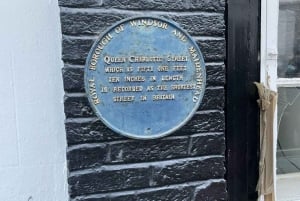 ROYAL BOROUGH OF WINDSOR AND MAIDENHEAD
QUEEN CHARLOTTE STREET
WHICH IS FIFTY ONE FEET
TEN INCHES IN LENGTH
IS RECORDED AS THE SHORTEST
STREET IN BRITAIN